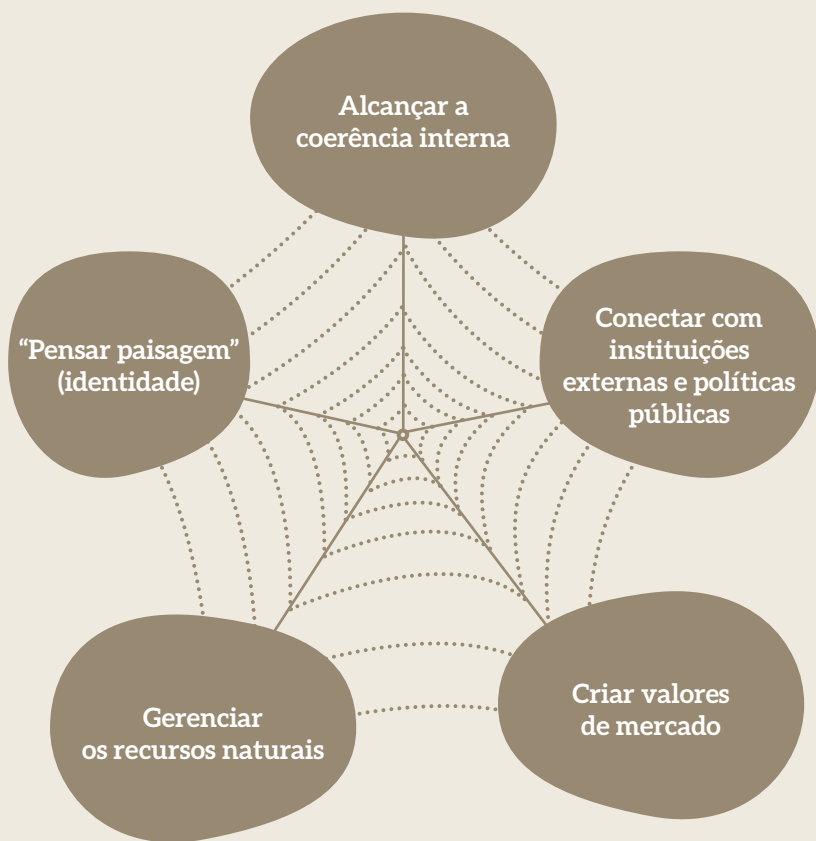 Alcançar a
coerência interna
“Pensar paisagem”
(identidade)
Conectar com
instituições
externas e políticas
públicas
Gerenciar
os recursos naturais
Criar valores
de mercado